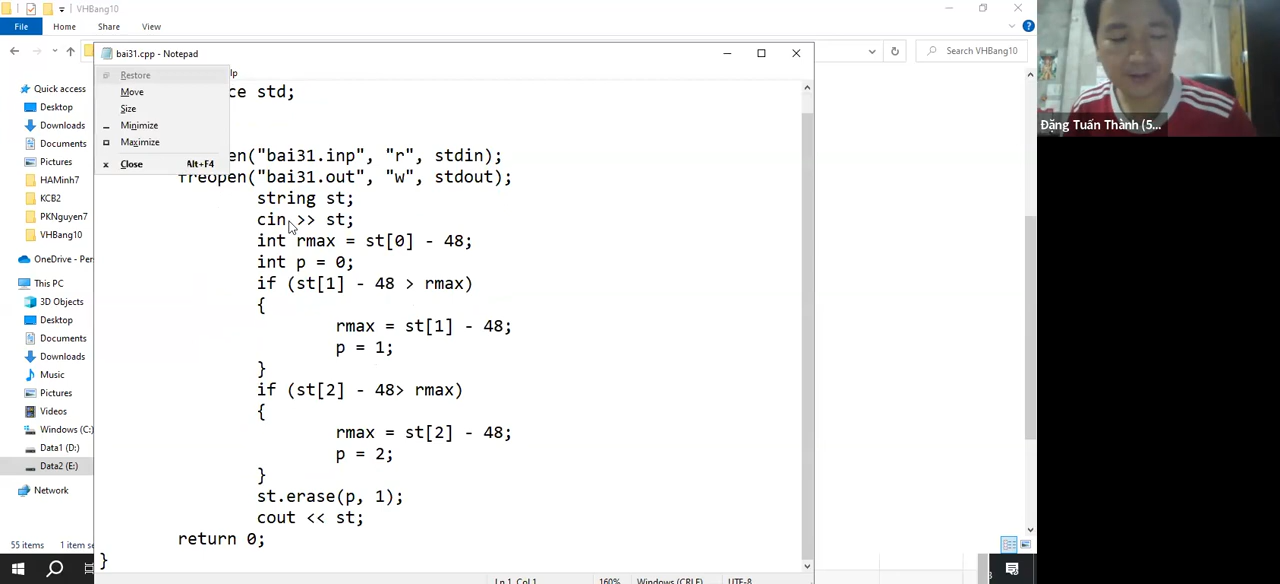 VHBang10
File
Home
Share
View
Search VHBang10
bai31.cpp - Notepad
Restore
Move
Size
Minimize
Maximize
Close Alt+F4
lp
ce std;
en("bai31.inp", "r", stdin);
freopen("bai31.out", "w", stdout);
string st;
cin >> st;
int rmax = st[0] - 48;
int p = 0;
if (st[1] - 48 > rmax)
{
rmax = st[1] - 48;
p = 1;
}
if (st[2] - 48> rmax)
{
rmax = st[2] - 48;
p = 2;
}
st.erase(p, 1);
cout << st;
return 0;
}
Ln 1, Col 1
160%
Windows (CRLF)
UTF-8
Quick access
Desktop
Downloads
Documents
Pictures
HAMinh7
KCB2
PKNguyen7
VHBang10
OneDrive - Per
This PC
3D Objects
Desktop
Documents
Downloads
Music
Pictures
Videos
Windows (C:)
Data1 (D:)
Data2 (E:)
Network
55 items
1 item se
Đặng Tuấn Thành (5...